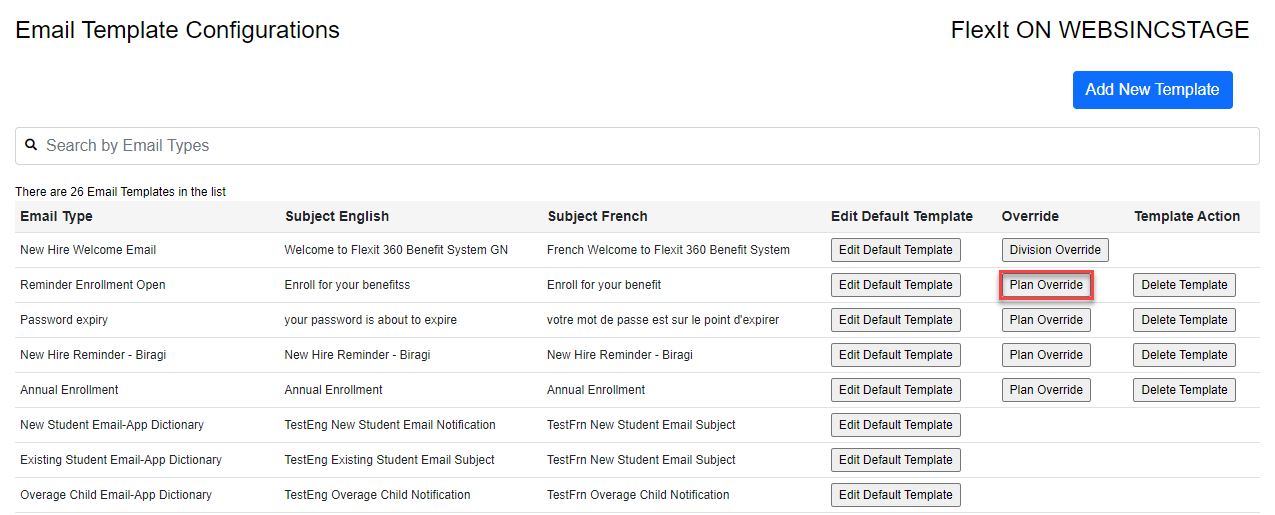 Email Template Configurations FlexIt ON WEBSINCSTAGE
Add New Template
Search by Email Types
There are 26 Email Templates in the list
Email Type Subject English Subject French Edit Default Template Override Template Action
New Hire Welcome Email Welcome to Flexit 360 Benefit System GN French Welcome to Flexit 360 Benefit System Edit Default Template Division Override
Reminder Enrollment Open Enroll for your benefitss Enroll for your benefit Edit Default Template Plan Override Delete Template
Password expiry your password is about to expire votre mot de passe est sur le point d'expirer Edit Default Template Plan Override Delete Template
New Hire Reminder - Biragi New Hire Reminder - Biragi New Hire Reminder - Biragi Edit Default Template Plan Override Delete Template
Annual Enrollment Annual Enrollment Annual Enrollment Edit Default Template Plan Override Delete Template
New Student Email-App Dictionary TestEng New Student Email Notification TestFrn New Student Email Subject Edit Default Template
Existing Student Email-App Dictionary TestEng Existing Student Email Subject TestFrn New Student Email Subject Edit Default Template
Overage Child Email-App Dictionary TestEng Overage Child Notification TestFrn Overage Child Notification Edit Default Template